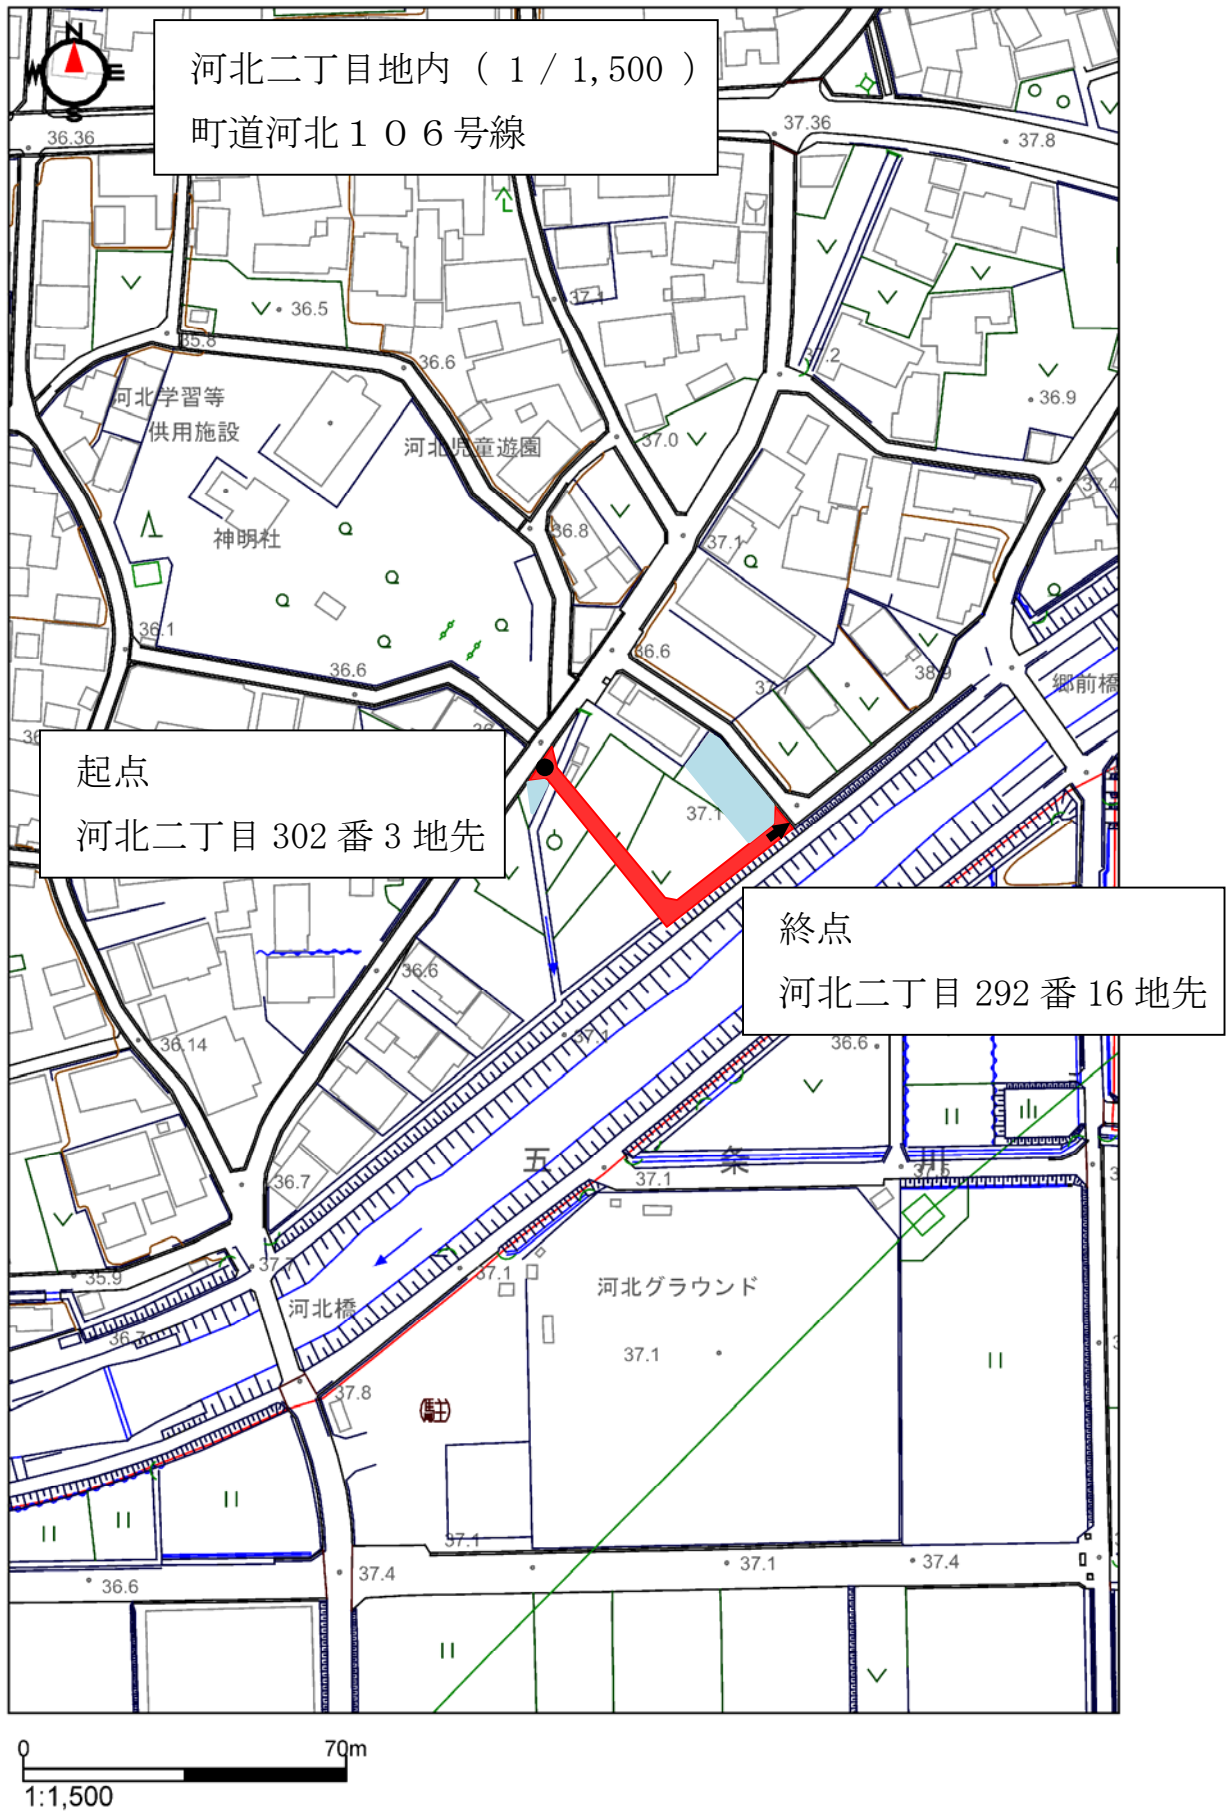 N
W
E
S
河北二丁目地内 ( 1 / 1,500 )
町道河北１０６号線
36.36
37.36
37.8
37.1
36.5
35.8
36.6
37.2
36.9
河北学習等
供用施設
河北児童遊園
37.0
37.4
神明社
36.8
37.1
36.1
36.6
36.6
37.7
38.9
郷前橋
起点
河北二丁目 302 番 3 地先
37.1
終点
河北二丁目 292 番 16 地先
36.6
37.1
36.14
36.6
五条川
37.1
37.5
36.7
37.7
35.9
37.1
河北グラウンド
河北橋
36.7
37.1
37.8
駐
37.1
37.1
37.4
37.4
36.6
0
70m
1:1,500